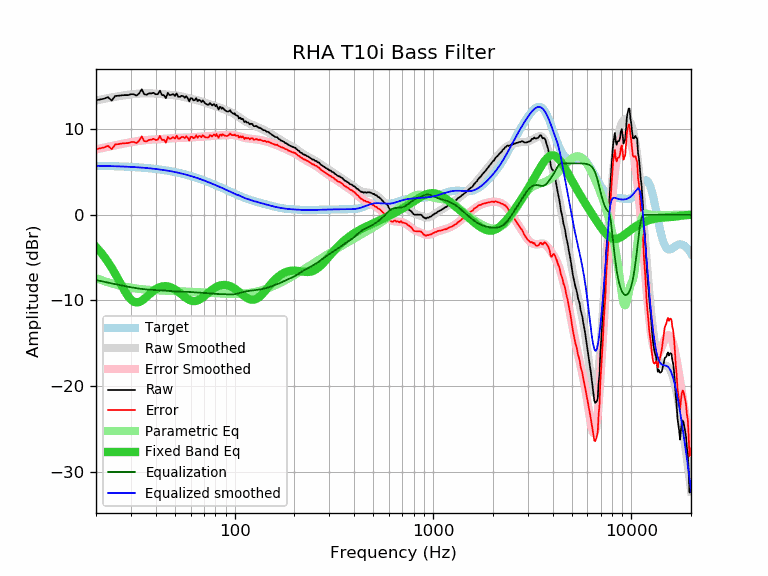 RHA T10i Bass Filter
Amplitude (dBr)
10
0
−10
−20
−30
Target
Raw Smoothed
Error Smoothed
Raw
Error
Parametric Eq
Fixed Band Eq
Equalization
Equalized smoothed
100 1000 10000
Frequency (Hz)